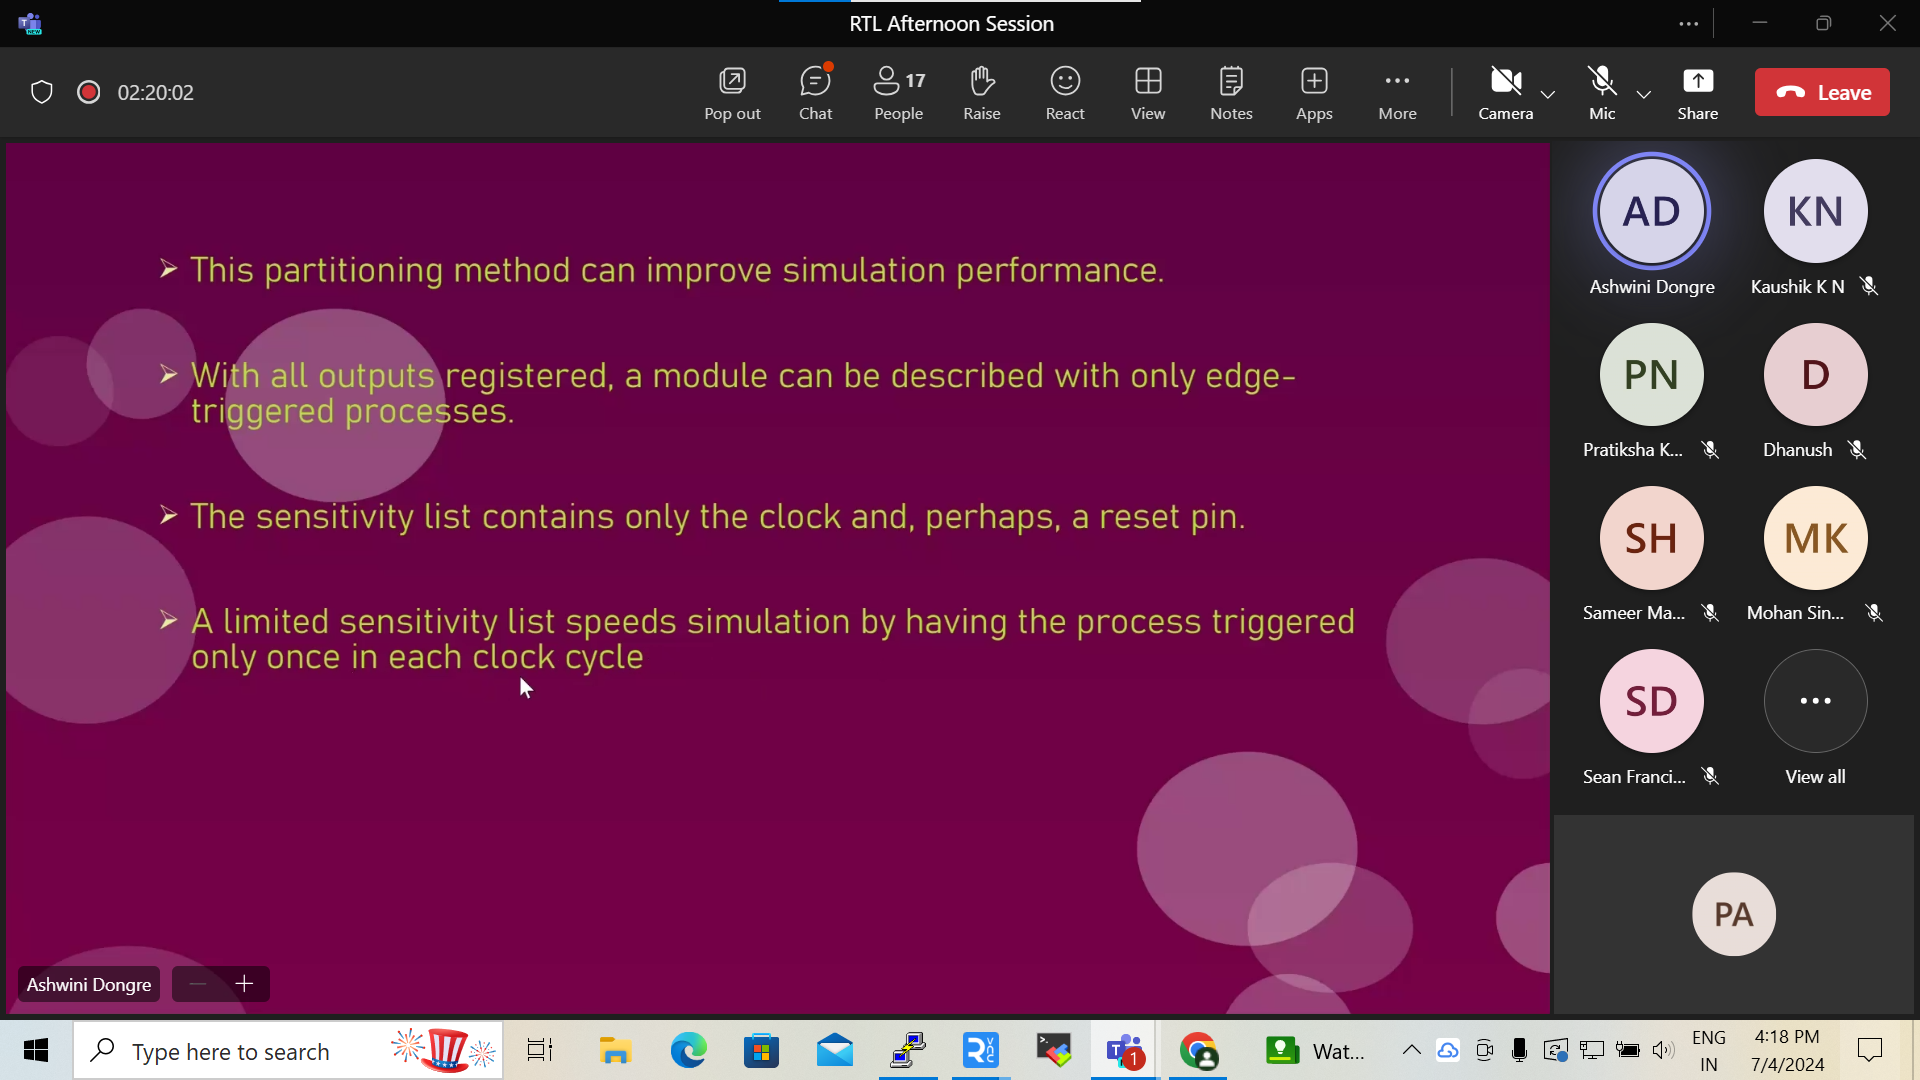 RTL Afternoon Session
02:20:02
Pop out
Chat
17
People
Raise
React
View
Notes
Apps
More
Camera
Mic
Share
Leave
➢ This partitioning method can improve simulation performance.
➢ With all outputs registered, a module can be described with only edge-
triggered processes.
➢ The sensitivity list contains only the clock and, perhaps, a reset pin.
➢ A limited sensitivity list speeds simulation by having the process triggered
only once in each clock cycle
Ashwini Dongre
AD
Ashwini Dongre
KN
Kaushik K N
PN
Pratiksha K...
D
Dhanush
SH
Sameer Ma...
MK
Mohan Sin...
SD
Sean Franci...
View all
PA
Type here to search
1
Wat...
ENG
IN
4:18 PM
7/4/2024